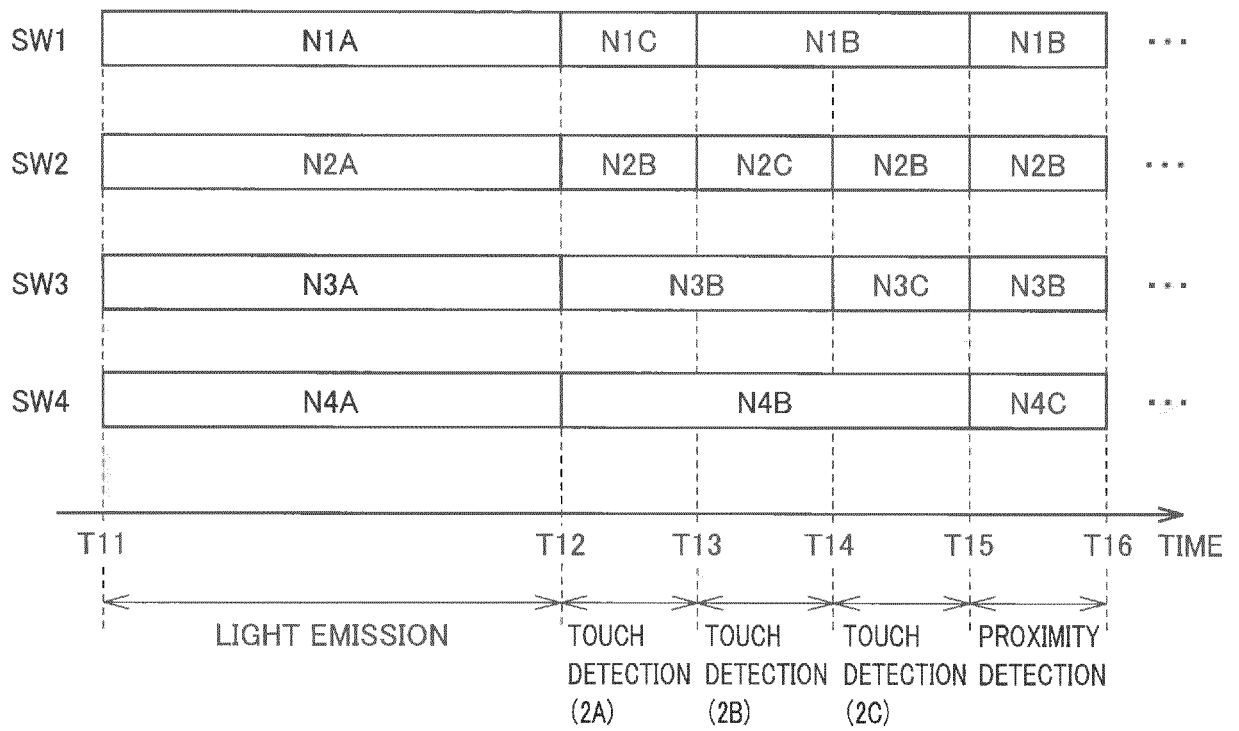 SW1 N1A N1C N1B N1B ...
SW2 N2A N2B N2C N2B N2B ...
SW3 N3A N3B N3C N3B ...
SW4 N4A N4B N4C ...
T11 T12 T13 T14 T15 T16 TIME
LIGHT EMISSION TOUCH TOUCH TOUCH PROXIMITY
DETECTION DETECTION DETECTION DETECTION
(2A) (2B) (2C)